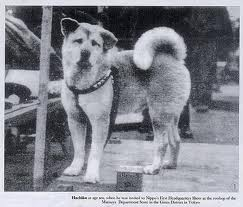 Hachiko at age ten, when he was invited to Nippo's First Headquarters Show at the rooftop of the
Matsuya Department Store in the Ginza District in Tokyo